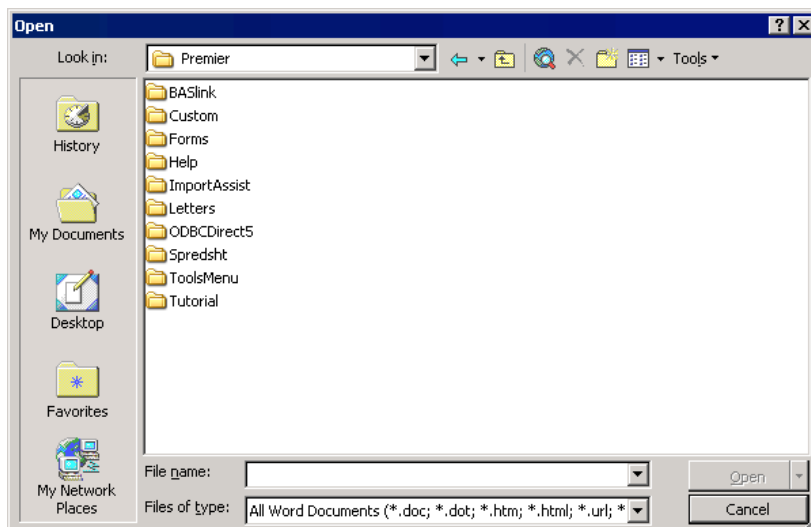 Open
Look in:
Premier
Tools
BASlink
Custom
Forms
Help
ImportAssist
Letters
ODBCDirect5
Spredsht
ToolsMenu
Tutorial
History
My Documents
Desktop
Favorites
My Network
Places
File name:
Open
Files of type:
All Word Documents (*.doc; *.dot; *.htm; *.html; *.url; *
Cancel